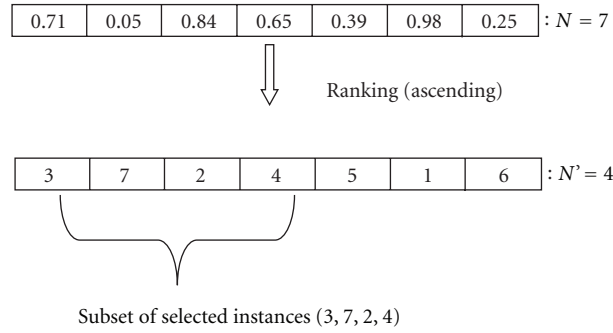 0.71 0.05 0.84 0.65 0.39 0.98 0.25 : N = 7
Ranking (ascending)
3 7 2 4 5 1 6 : N’ = 4
Subset of selected instances (3, 7, 2, 4)